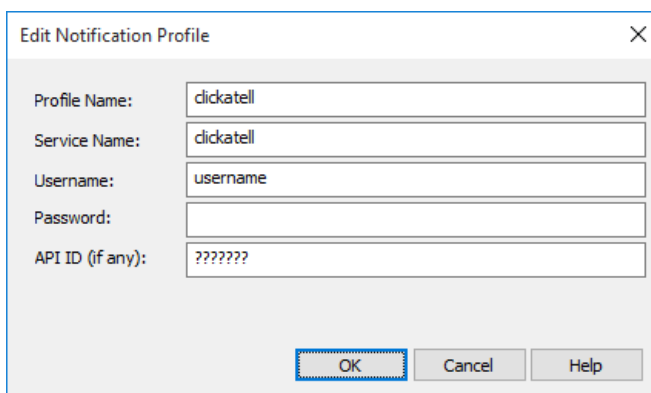 Edit Notification Profile
Profile Name: clickatell
Service Name: clickatell
Username: username
Password:
API ID (if any): ???????
OK Cancel Help